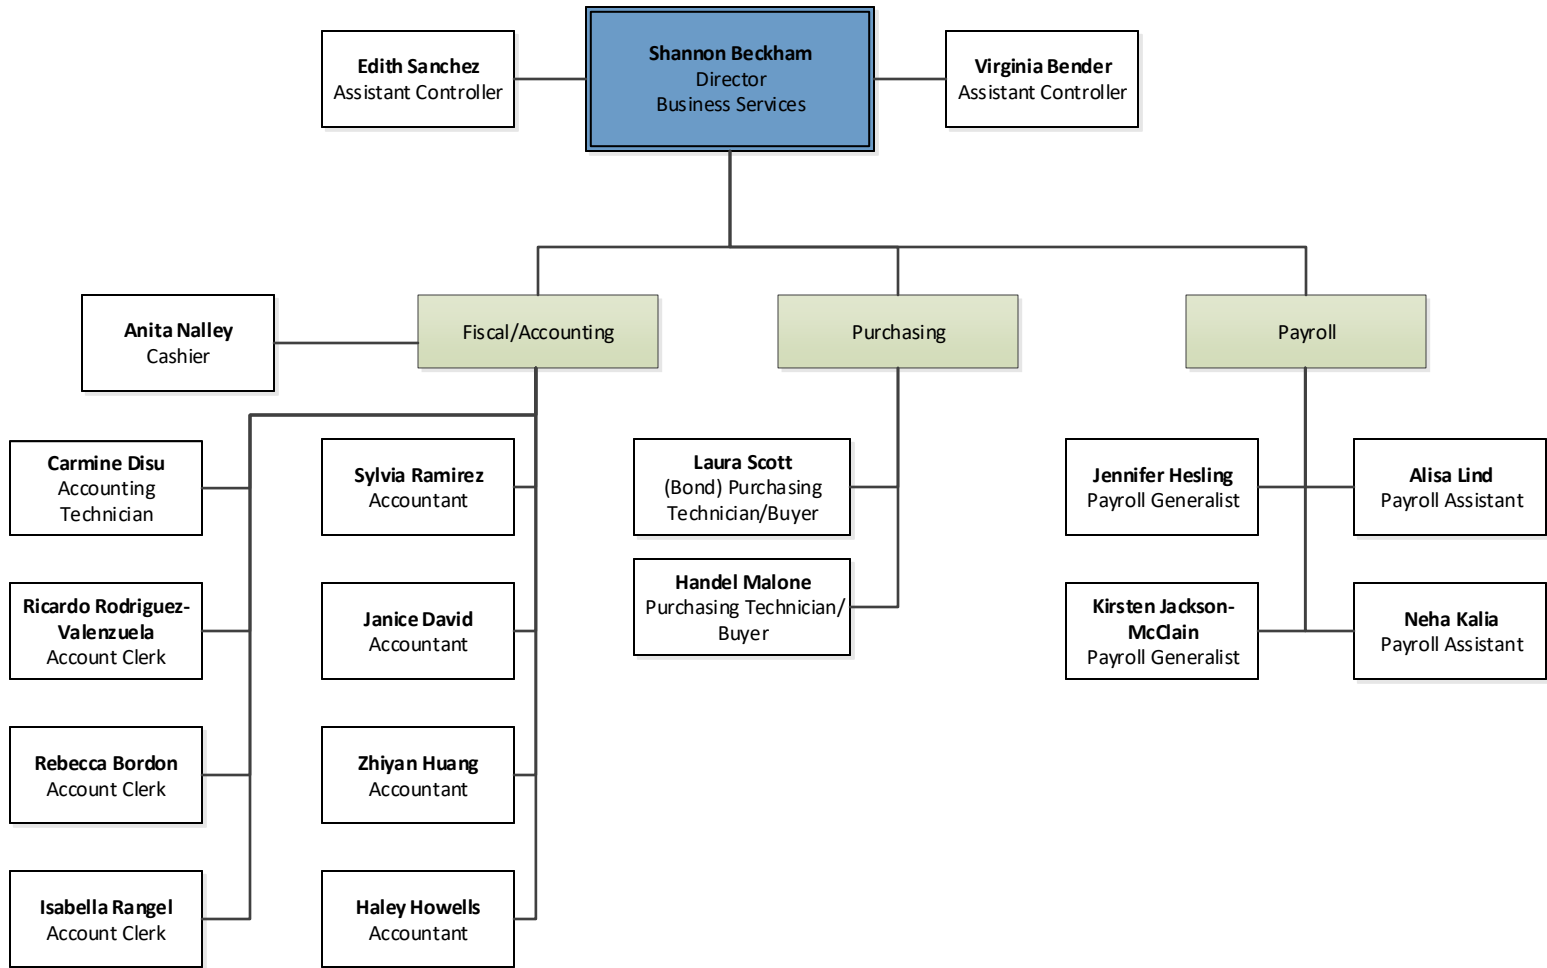 Edith Sanchez
Assistant Controller
Shannon Beckham
Director
Business Services
Virginia Bender
Assistant Controller
Anita Nalley
Cashier
Fiscal/Accounting
Purchasing
Payroll
Carmine Disu
Accounting
Technician
Sylvia Ramirez
Accountant
Laura Scott
(Bond) Purchasing
Technician/Buyer
Jennifer Hesling
Payroll Generalist
Alisa Lind
Payroll Assistant
Ricardo Rodriguez-
Valenzuela
Account Clerk
Janice David
Accountant
Handel Malone
Purchasing Technician/
Buyer
Kirsten Jackson-
McClain
Payroll Generalist
Neha Kalia
Payroll Assistant
Rebecca Bordon
Account Clerk
Zhiyan Huang
Accountant
Isabella Rangel
Account Clerk
Haley Howells
Accountant